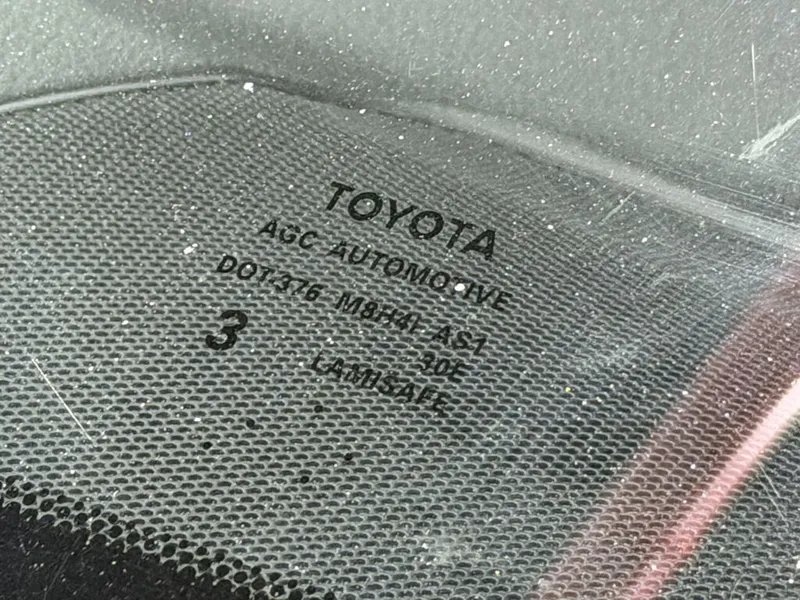 TOYOTA
AGC AUTOMOTIVE
DOT-376 M8H4I AS1
3 30E
LAMISAFE